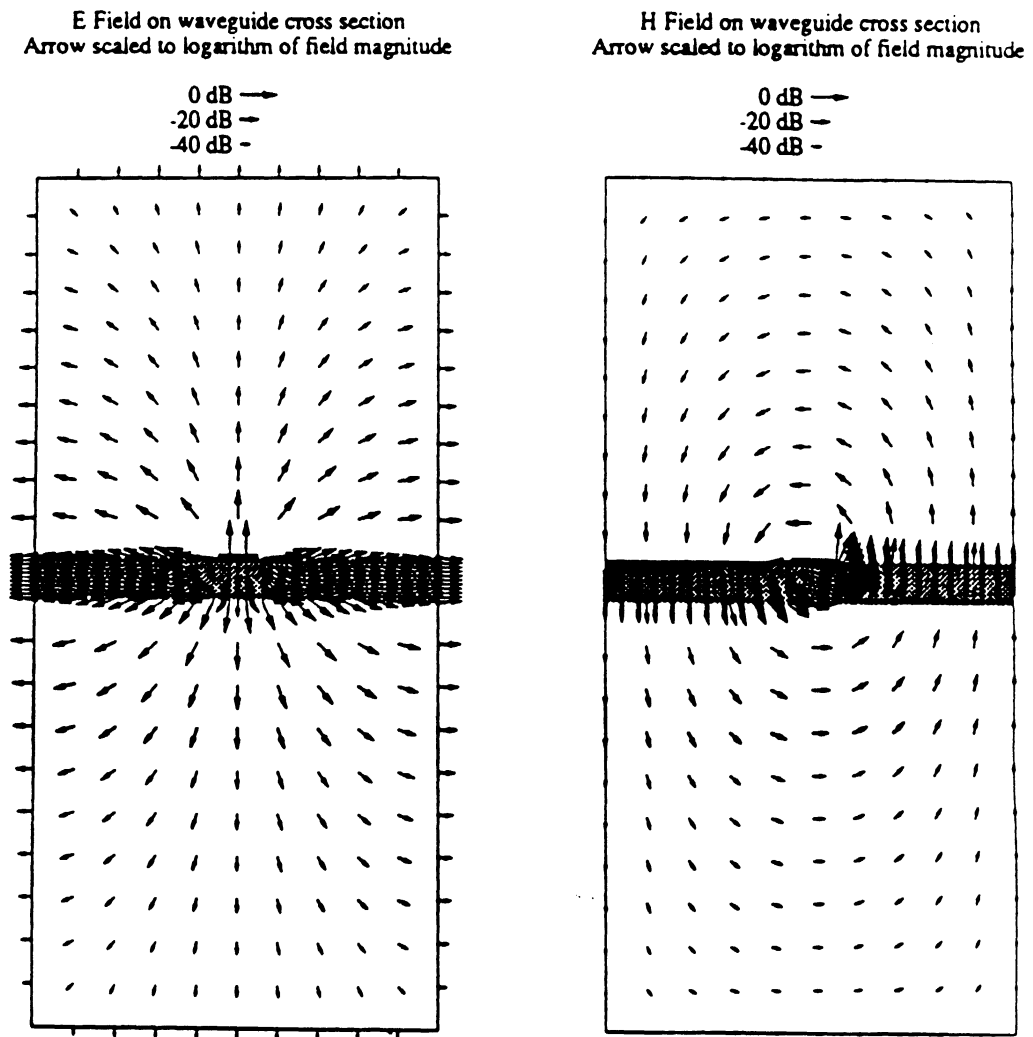 E Field on waveguide cross section
Arrow scaled to logarithm of field magnitude
0 dB
-20 dB
-40 dB
H Field on waveguide cross section
Arrow scaled to logarithm of field magnitude
0 dB
-20 dB
-40 dB